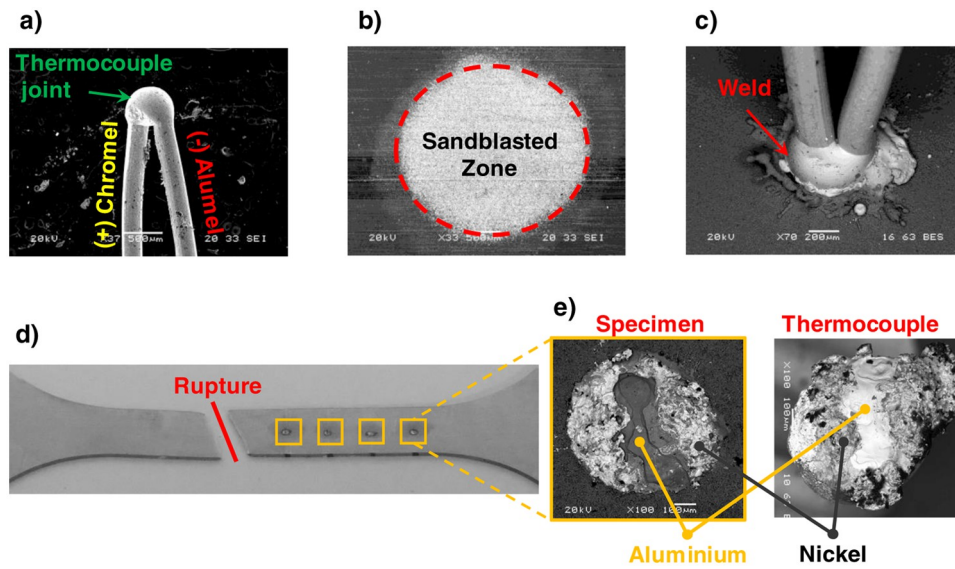 a)
Thermocouple
joint
(+) Chromel
(-) Alumel
20kV X37 500µm 20 33 SEI
b)
Sandblasted
Zone
20kV X33 500µm 20 33 SEI
c)
Weld
20kV X70 200µm 16 63 BES
d)
Rupture
e)
Specimen
20kV X100 100µm
Thermocouple
X100 100µm
Aluminium
Nickel